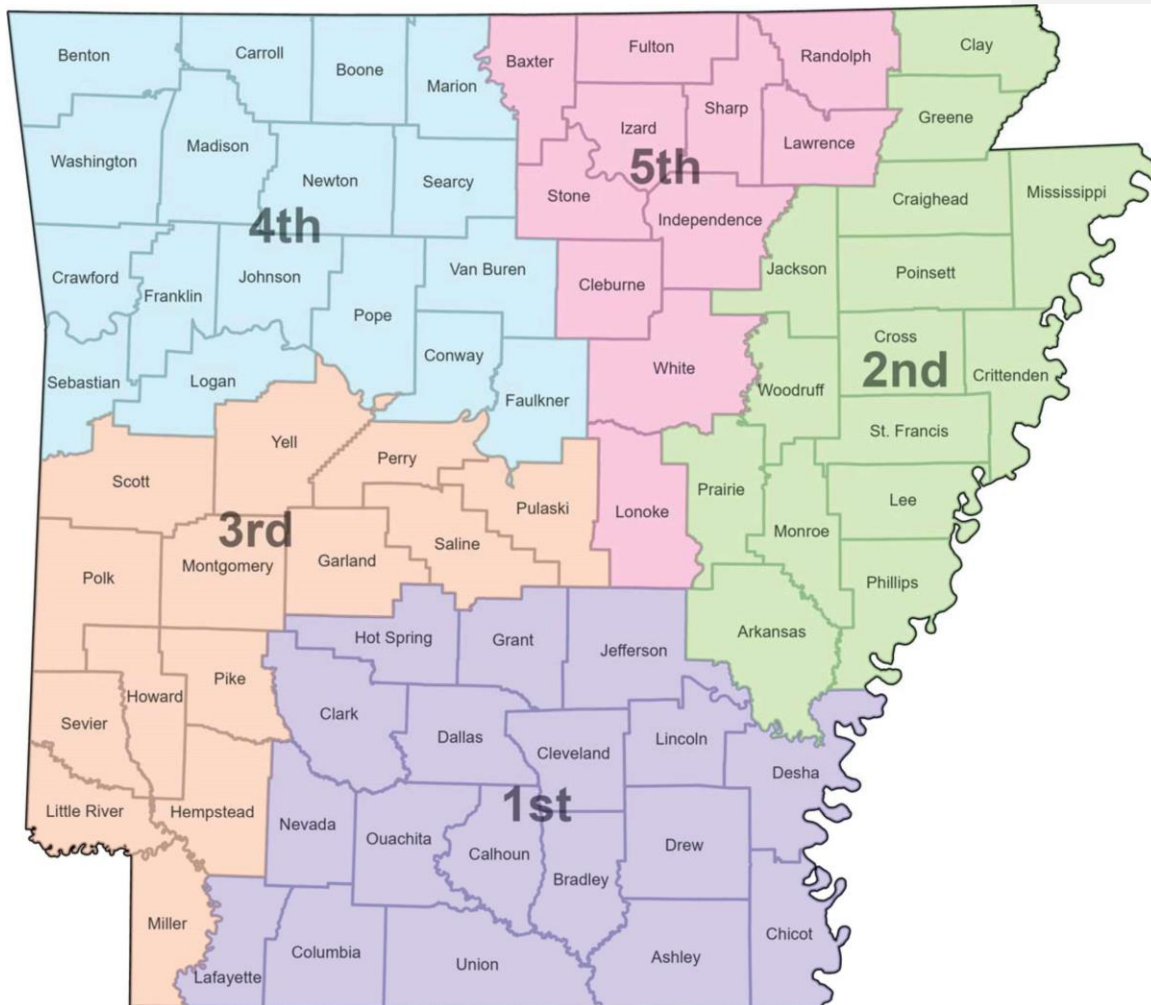 Benton
Carroll
Boone
Marion
Baxter
Fulton
Randolph
Clay
Washington
Madison
Newton
Searcy
Izard
Sharp
Lawrence
Greene
5th
Stone
Independence
Craighead
Mississippi
4th
Crawford
Franklin
Johnson
Pope
Van Buren
Cleburne
Jackson
Poinsett
Sebastian
Logan
Conway
Faulkner
White
Woodruff
Cross
2nd
Crittenden
Yell
Perry
St. Francis
Scott
Pulaski
Lonoke
Prairie
Lee
3rd
Montgomery
Garland
Saline
Monroe
Polk
Phillips
Hot Spring
Grant
Jefferson
Arkansas
Howard
Pike
Sevier
Clark
Dallas
Cleveland
Lincoln
Desha
Little River
Hempstead
Nevada
Ouachita
1st
Calhoun
Bradley
Drew
Miller
Lafayette
Columbia
Union
Ashley
Chicot